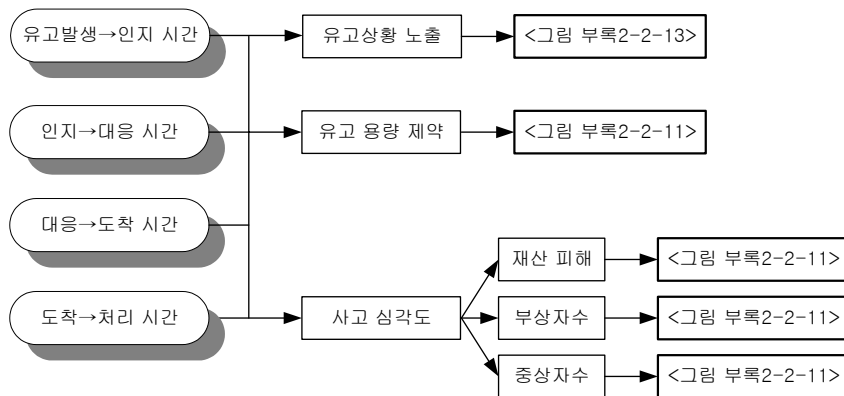 유고발생→인지 시간
유고상황 노출
<그림 부록2-2-13>
인지→대응 시간
유고 용량 제약
<그림 부록2-2-11>
대응→도착 시간
재산 피해
<그림 부록2-2-11>
도착→처리 시간
사고 심각도
부상자수
<그림 부록2-2-11>
중상자수
<그림 부록2-2-11>